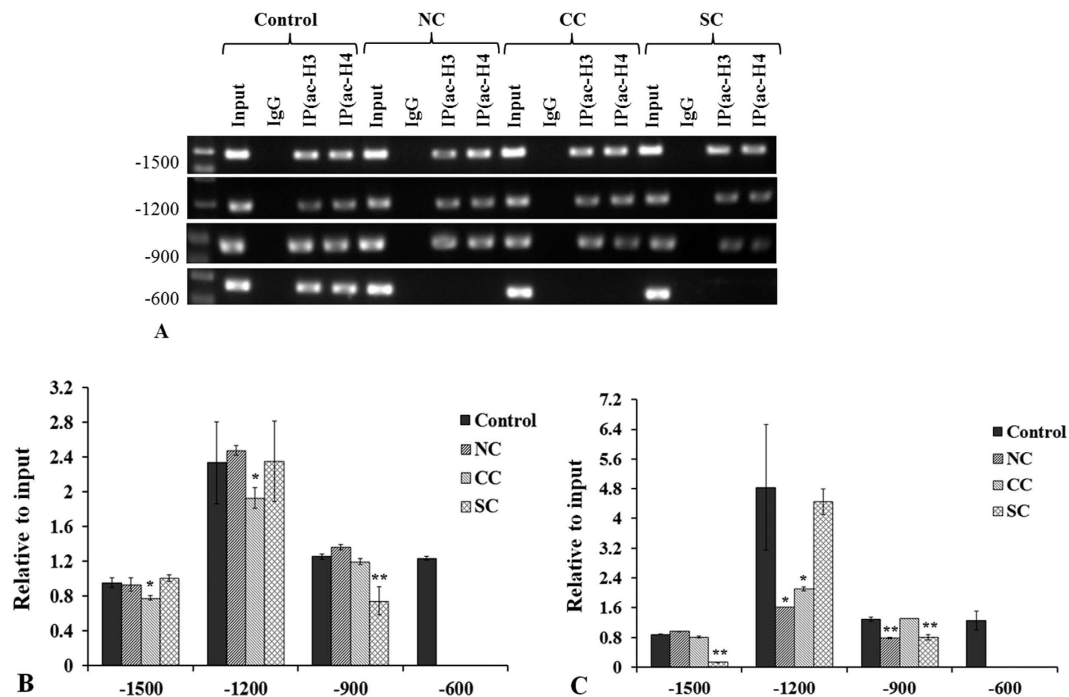 Control NC CC SC
Input IgG IP(ac-H3 IP(ac-H4 Input IgG IP(ac-H3 IP(ac-H4 Input IgG IP(ac-H3 IP(ac-H4 Input IgG IP(ac-H3 IP(ac-H4
-1500
-1200
-900
-600
A
Relative to input
3.2
2.8
2.4
2
1.6
1.2
0.8
0.4
0
*
*
**
Control
NC
CC
SC
-1500 -1200 -900 -600
B
Relative to input
7.2
6.4
5.6
4.8
4
3.2
2.4
1.6
0.8
0
**
*
*
**
**
Control
NC
CC
SC
-1500 -1200 -900 -600
C